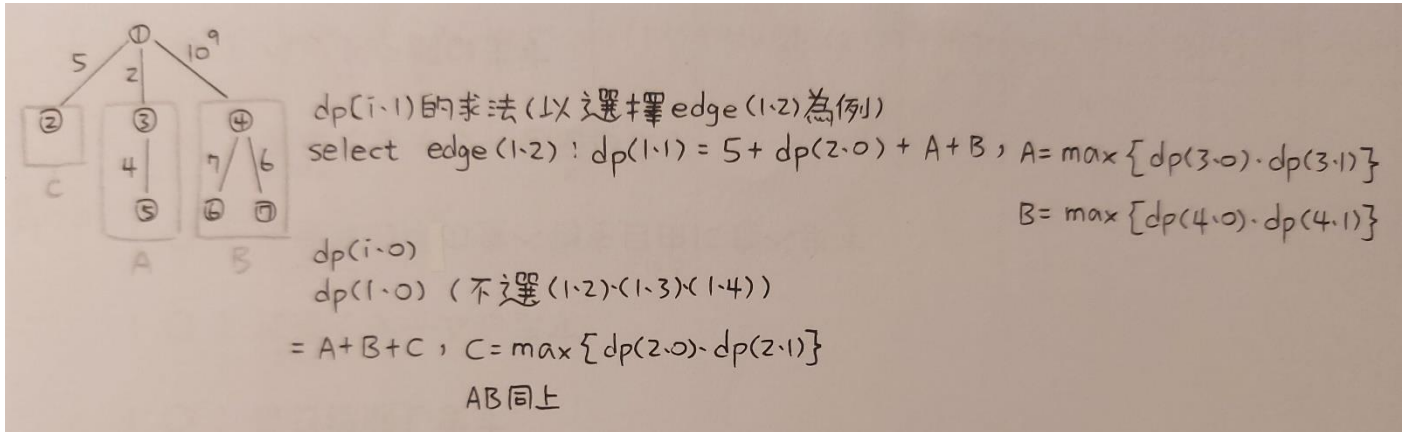 ①
5 2 10⁹
② ③ ④
4 7 6
C
⑤ ⑥ ⑦
A B
dp(i、1)的求法(以選擇edge(1、2)為例)
select edge(1、2)：dp(1、1) = 5 + dp(2、0) + A + B，A = max{dp(3、0)、dp(3、1)}
B = max{dp(4、0)、dp(4、1)}
dp(i、0)
dp(1、0) (不選(1、2)、(1、3)、(1、4))
= A+B+C，C = max{dp(2、0)、dp(2、1)}
AB同上